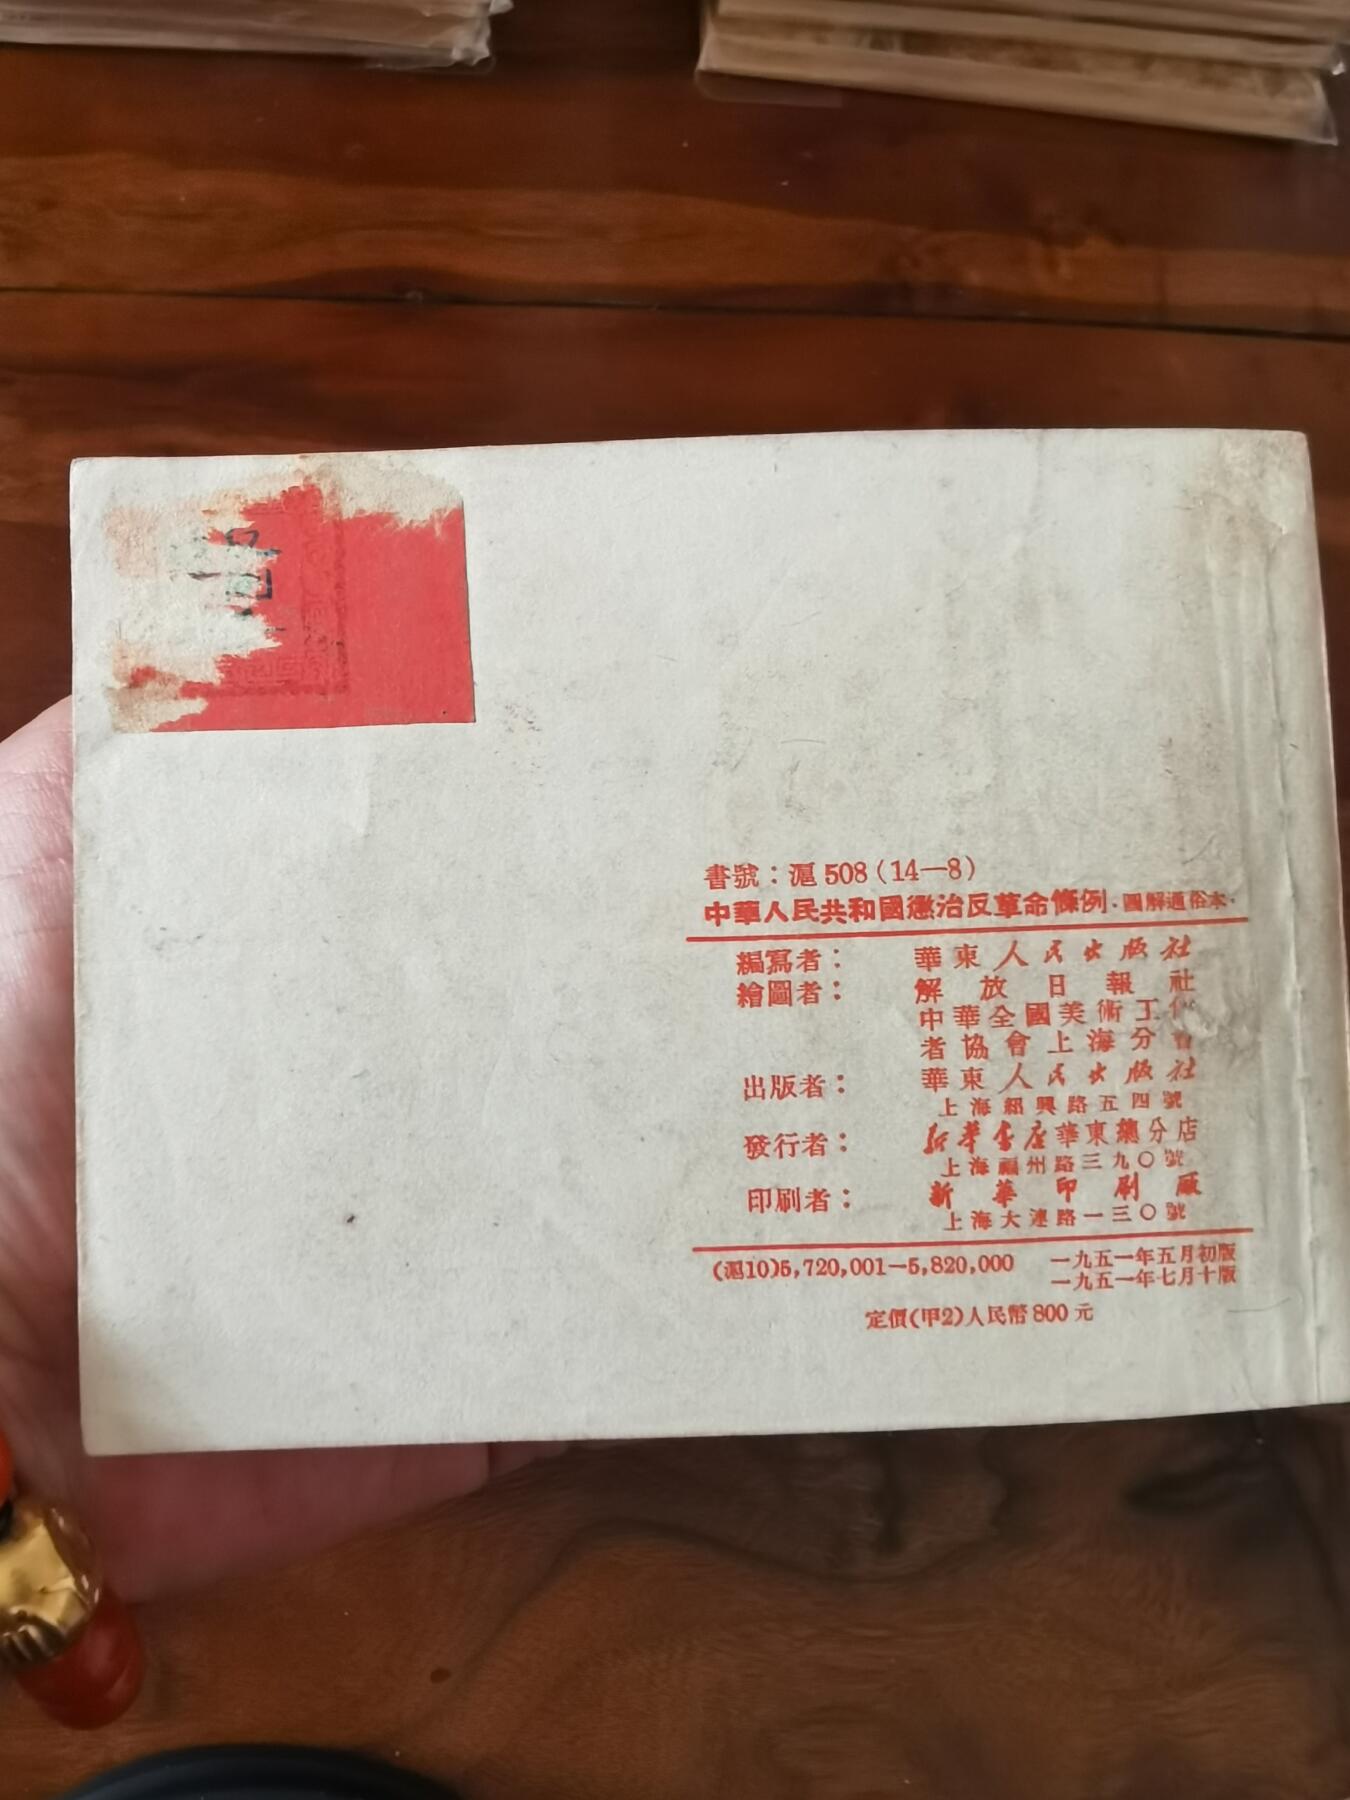 書號：滬508（14—8）
中華人民共和國懲治反革命條例·圖解通俗本·
編寫者： 華東人民出版社
繪圖者： 解放日報社
中華全國美術工作
者協會上海分會
出版者： 華東人民出版社
上海紹興路五四號
發行者： 新華書店華東總分店
上海福州路三九〇號
印刷者： 新華印刷廠
上海大連路一三〇號
(滬10)5,720,001—5,820,000 一九五一年五月初版
一九五一年七月十版
定價(甲2)人民幣800元